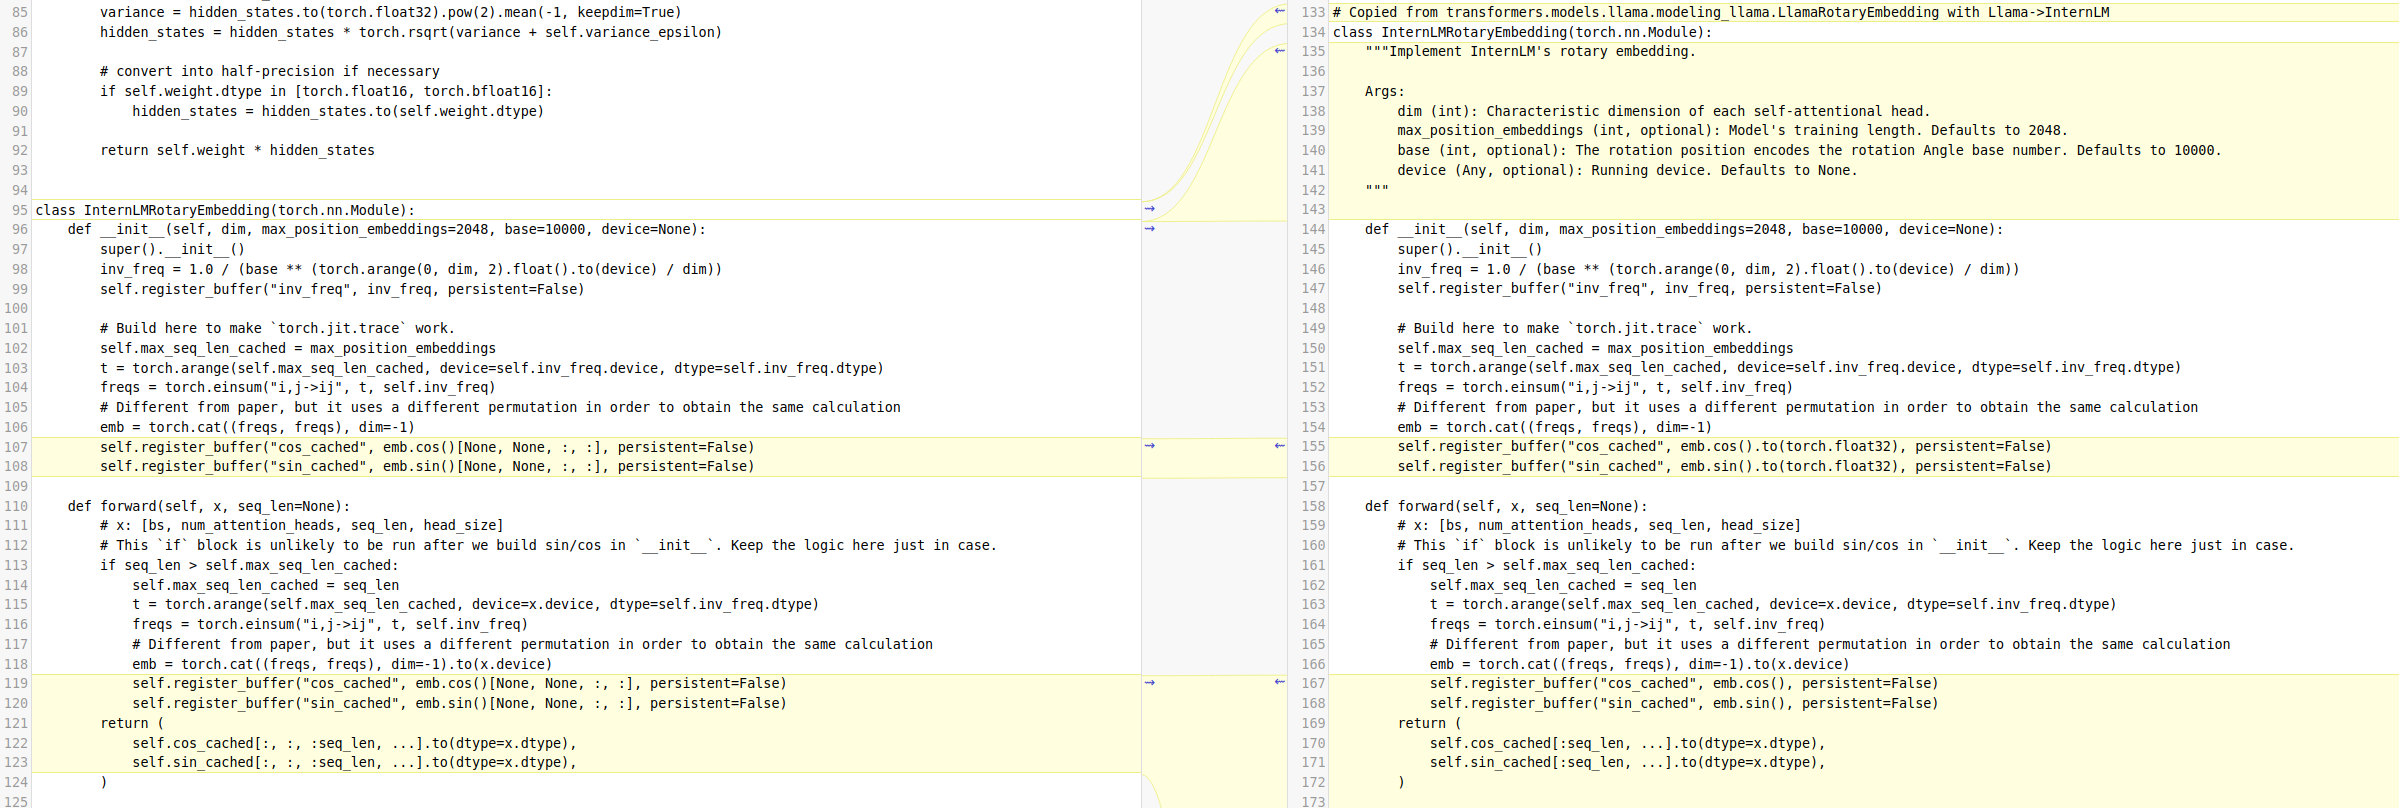 85         variance = hidden_states.to(torch.float32).pow(2).mean(-1, keepdim=True)
86         hidden_states = hidden_states * torch.rsqrt(variance + self.variance_epsilon)
87
88         # convert into half-precision if necessary
89         if self.weight.dtype in [torch.float16, torch.bfloat16]:
90             hidden_states = hidden_states.to(self.weight.dtype)
91
92         return self.weight * hidden_states
93
94
95 class InternLMRotaryEmbedding(torch.nn.Module):
96     def __init__(self, dim, max_position_embeddings=2048, base=10000, device=None):
97         super().__init__()
98         inv_freq = 1.0 / (base ** (torch.arange(0, dim, 2).float().to(device) / dim))
99         self.register_buffer("inv_freq", inv_freq, persistent=False)
100
101         # Build here to make `torch.jit.trace` work.
102         self.max_seq_len_cached = max_position_embeddings
103         t = torch.arange(self.max_seq_len_cached, device=self.inv_freq.device, dtype=self.inv_freq.dtype)
104         freqs = torch.einsum("i,j->ij", t, self.inv_freq)
105         # Different from paper, but it uses a different permutation in order to obtain the same calculation
106         emb = torch.cat((freqs, freqs), dim=-1)
107         self.register_buffer("cos_cached", emb.cos()[None, None, :, :], persistent=False)
108         self.register_buffer("sin_cached", emb.sin()[None, None, :, :], persistent=False)
109
110     def forward(self, x, seq_len=None):
111         # x: [bs, num_attention_heads, seq_len, head_size]
112         # This `if` block is unlikely to be run after we build sin/cos in `__init__`. Keep the logic here just in case.
113         if seq_len > self.max_seq_len_cached:
114             self.max_seq_len_cached = seq_len
115             t = torch.arange(self.max_seq_len_cached, device=x.device, dtype=self.inv_freq.dtype)
116             freqs = torch.einsum("i,j->ij", t, self.inv_freq)
117             # Different from paper, but it uses a different permutation in order to obtain the same calculation
118             emb = torch.cat((freqs, freqs), dim=-1).to(x.device)
119             self.register_buffer("cos_cached", emb.cos()[None, None, :, :], persistent=False)
120             self.register_buffer("sin_cached", emb.sin()[None, None, :, :], persistent=False)
121         return (
122             self.cos_cached[:, :, :seq_len, ...].to(dtype=x.dtype),
123             self.sin_cached[:, :, :seq_len, ...].to(dtype=x.dtype),
124         )
125
133 # Copied from transformers.models.llama.modeling_llama.LlamaRotaryEmbedding with Llama->InternLM
134 class InternLMRotaryEmbedding(torch.nn.Module):
135     """Implement InternLM's rotary embedding.
136
137     Args:
138         dim (int): Characteristic dimension of each self-attentional head.
139         max_position_embeddings (int, optional): Model's training length. Defaults to 2048.
140         base (int, optional): The rotation position encodes the rotation Angle base number. Defaults to 10000.
141         device (Any, optional): Running device. Defaults to None.
142     """
143
144     def __init__(self, dim, max_position_embeddings=2048, base=10000, device=None):
145         super().__init__()
146         inv_freq = 1.0 / (base ** (torch.arange(0, dim, 2).float().to(device) / dim))
147         self.register_buffer("inv_freq", inv_freq, persistent=False)
148
149         # Build here to make `torch.jit.trace` work.
150         self.max_seq_len_cached = max_position_embeddings
151         t = torch.arange(self.max_seq_len_cached, device=self.inv_freq.device, dtype=self.inv_freq.dtype)
152         freqs = torch.einsum("i,j->ij", t, self.inv_freq)
153         # Different from paper, but it uses a different permutation in order to obtain the same calculation
154         emb = torch.cat((freqs, freqs), dim=-1)
155         self.register_buffer("cos_cached", emb.cos().to(torch.float32), persistent=False)
156         self.register_buffer("sin_cached", emb.sin().to(torch.float32), persistent=False)
157
158     def forward(self, x, seq_len=None):
159         # x: [bs, num_attention_heads, seq_len, head_size]
160         # This `if` block is unlikely to be run after we build sin/cos in `__init__`. Keep the logic here just in case.
161         if seq_len > self.max_seq_len_cached:
162             self.max_seq_len_cached = seq_len
163             t = torch.arange(self.max_seq_len_cached, device=x.device, dtype=self.inv_freq.dtype)
164             freqs = torch.einsum("i,j->ij", t, self.inv_freq)
165             # Different from paper, but it uses a different permutation in order to obtain the same calculation
166             emb = torch.cat((freqs, freqs), dim=-1).to(x.device)
167             self.register_buffer("cos_cached", emb.cos(), persistent=False)
168             self.register_buffer("sin_cached", emb.sin(), persistent=False)
169         return (
170             self.cos_cached[:seq_len, ...].to(dtype=x.dtype),
171             self.sin_cached[:seq_len, ...].to(dtype=x.dtype),
172         )
173